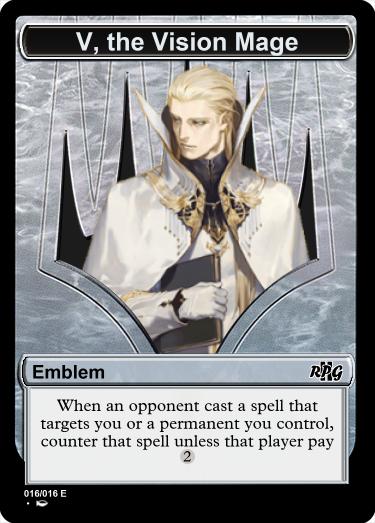 V, the Vision Mage
Emblem
RPG
When an opponent cast a spell that
targets you or a permanent you control,
counter that spell unless that player pay
2
016/016 E